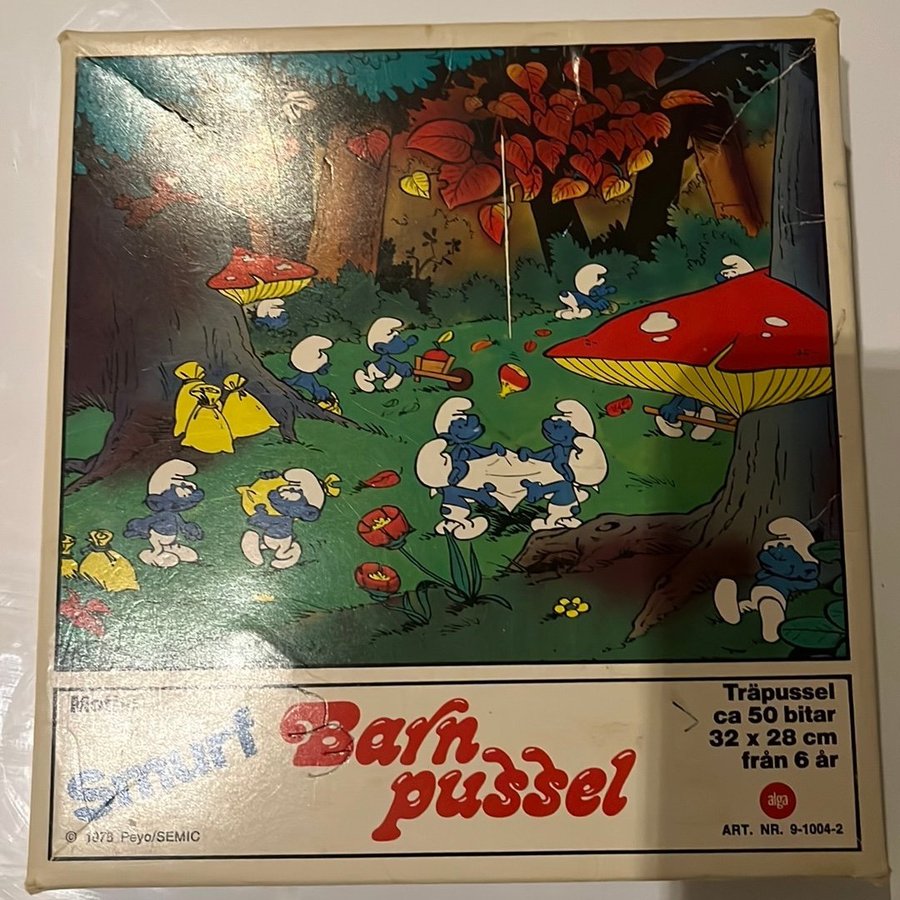 Motiv:
Smurf
Barn
pussel
© 1978 Peyo/SEMIC
Träpussel
ca 50 bitar
32 x 28 cm
från 6 år
alga
ART. NR. 9-1004-2